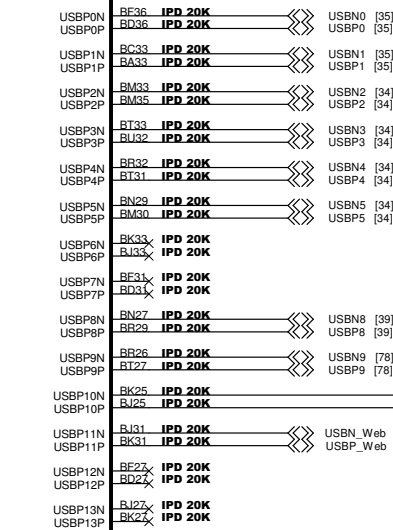 USBP0N BF36 IPD 20K USBN0 [35]
USBP0P BD36 IPD 20K USBP0 [35]
USBP1N BC33 IPD 20K USBN1 [35]
USBP1P BA33 IPD 20K USBP1 [35]
USBP2N BM33 IPD 20K USBN2 [34]
USBP2P BM35 IPD 20K USBP2 [34]
USBP3N BT33 IPD 20K USBN3 [34]
USBP3P BU32 IPD 20K USBP3 [34]
USBP4N BR32 IPD 20K USBN4 [34]
USBP4P BT31 IPD 20K USBP4 [34]
USBP5N BN29 IPD 20K USBN5 [34]
USBP5P BM30 IPD 20K USBP5 [34]
USBP6N BK33 IPD 20K
USBP6P BJ33 IPD 20K
USBP7N BF31 IPD 20K
USBP7P BD31 IPD 20K
USBP8N BN27 IPD 20K USBN8 [39]
USBP8P BR29 IPD 20K USBP8 [39]
USBP9N BR26 IPD 20K USBN9 [78]
USBP9P BT27 IPD 20K USBP9 [78]
USBP10N BK25 IPD 20K
USBP10P BJ25 IPD 20K
USBP11N BJ31 IPD 20K USBN_Web
USBP11P BK31 IPD 20K USBP_Web
USBP12N BF27 IPD 20K
USBP12P BD27 IPD 20K
USBP13N BJ27 IPD 20K
USBP13P BK27 IPD 20K